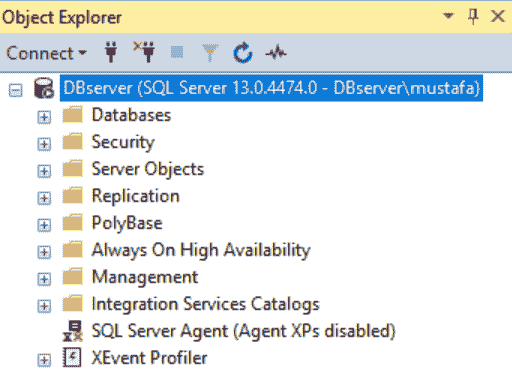 Object Explorer
Connect
DBserver (SQL Server 13.0.4474.0 - DBserver\mustafa)
Databases
Security
Server Objects
Replication
PolyBase
Always On High Availability
Management
Integration Services Catalogs
SQL Server Agent (Agent XPs disabled)
XEvent Profiler